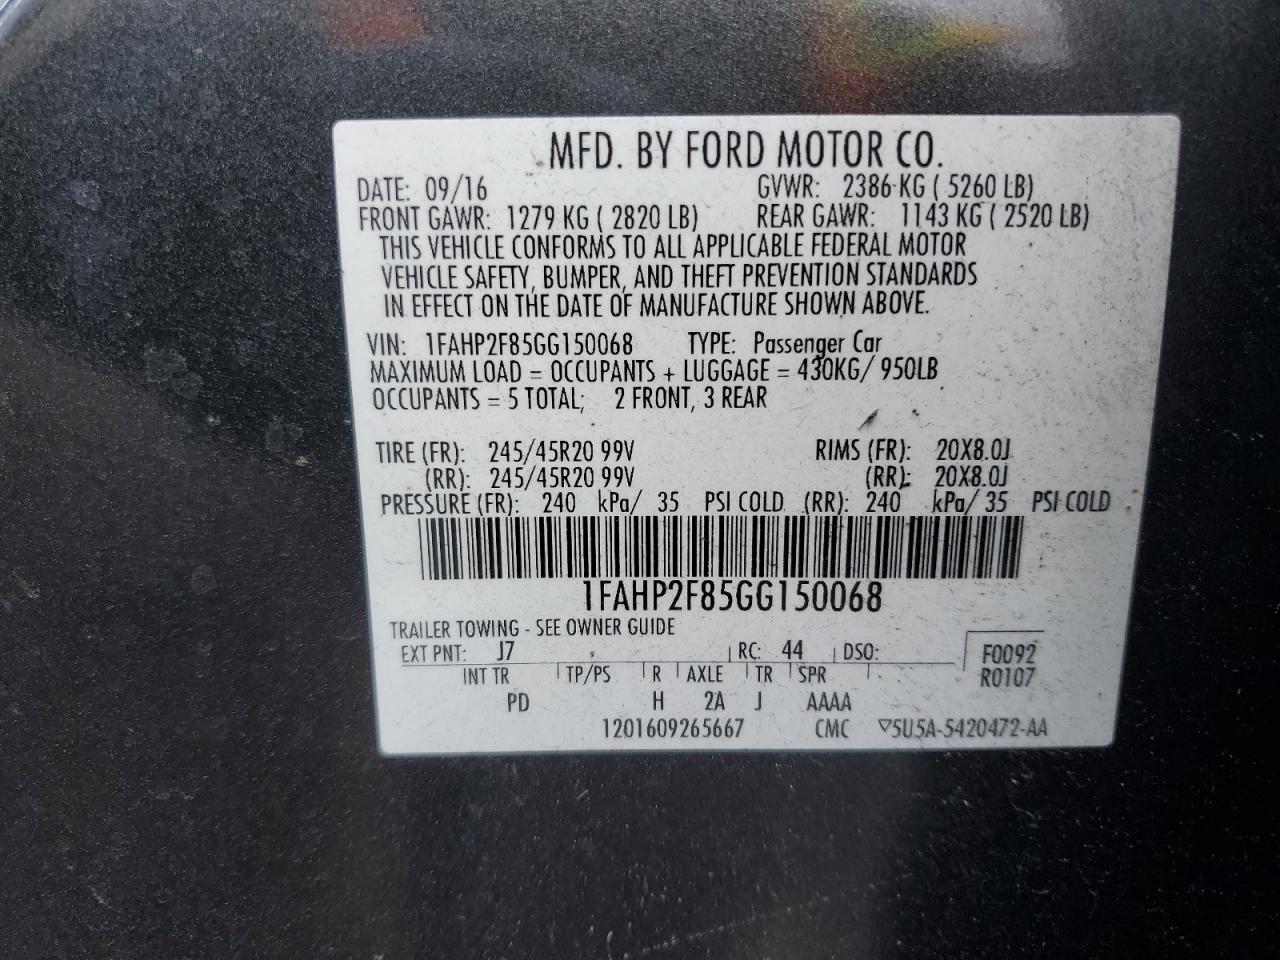 MFD. BY FORD MOTOR CO.
DATE: 09/16 GVWR: 2386 KG ( 5260 LB)
FRONT GAWR: 1279 KG ( 2820 LB) REAR GAWR: 1143 KG ( 2520 LB)
THIS VEHICLE CONFORMS TO ALL APPLICABLE FEDERAL MOTOR
VEHICLE SAFETY, BUMPER, AND THEFT PREVENTION STANDARDS
IN EFFECT ON THE DATE OF MANUFACTURE SHOWN ABOVE.
VIN: 1FAHP2F85GG150068 TYPE: Passenger Car
MAXIMUM LOAD = OCCUPANTS + LUGGAGE = 430KG/ 950LB
OCCUPANTS = 5 TOTAL; 2 FRONT, 3 REAR
TIRE (FR): 245/45R20 99V RIMS (FR): 20X8.0J
(RR): 245/45R20 99V (RR): 20X8.0J
PRESSURE (FR): 240 kPa/ 35 PSI COLD (RR): 240 kPa/ 35 PSI COLD
1FAHP2F85GG150068
TRAILER TOWING - SEE OWNER GUIDE
EXT PNT: J7 RC: 44 DSO: F0092
INT TR TP/PS R AXLE TR SPR R0107
PD H 2A J AAAA
1201609265667 CMC ▽5U5A-5420472-AA